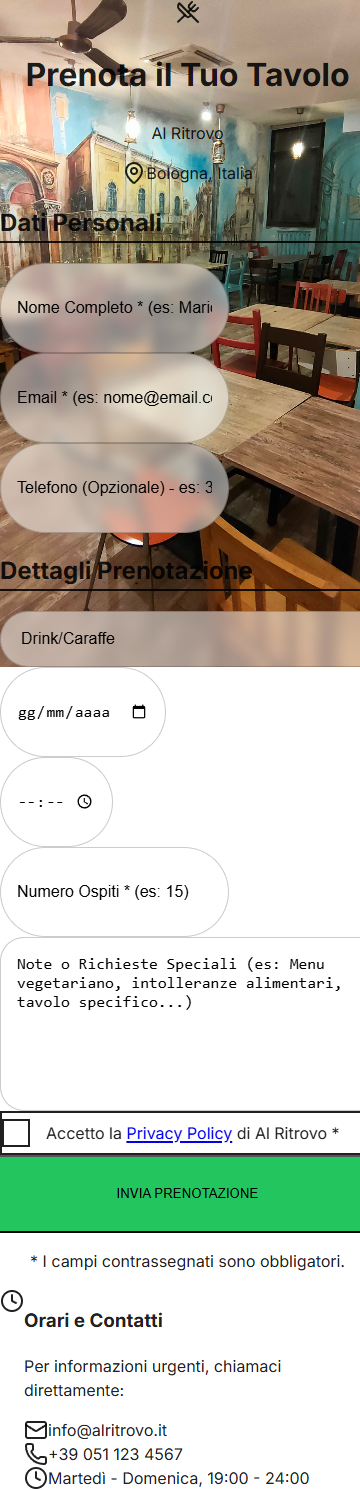 Prenota il Tuo Tavolo
Al Ritrovo
Bologna, Italia
Dati Personali
Nome Completo * (es: Mari
Email * (es: nome@email.c
Telefono (Opzionale) - es: 3
Dettagli Prenotazione
Drink/Caraffe
gg/mm/aaaa
--:--
Numero Ospiti * (es: 15)
Note o Richieste Speciali (es: Menu
vegetariano, intolleranze alimentari,
tavolo specifico...)
Accetto la Privacy Policy di Al Ritrovo *
INVIA PRENOTAZIONE
* I campi contrassegnati sono obbligatori.
Orari e Contatti
Per informazioni urgenti, chiamaci
direttamente:
info@alritrovo.it
+39 051 123 4567
Martedì - Domenica, 19:00 - 24:00